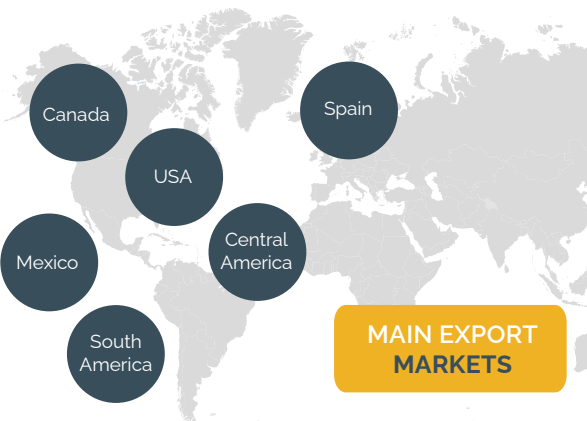 Canada
Spain
USA
Central
America
Mexico
South
America
MAIN EXPORT
MARKETS